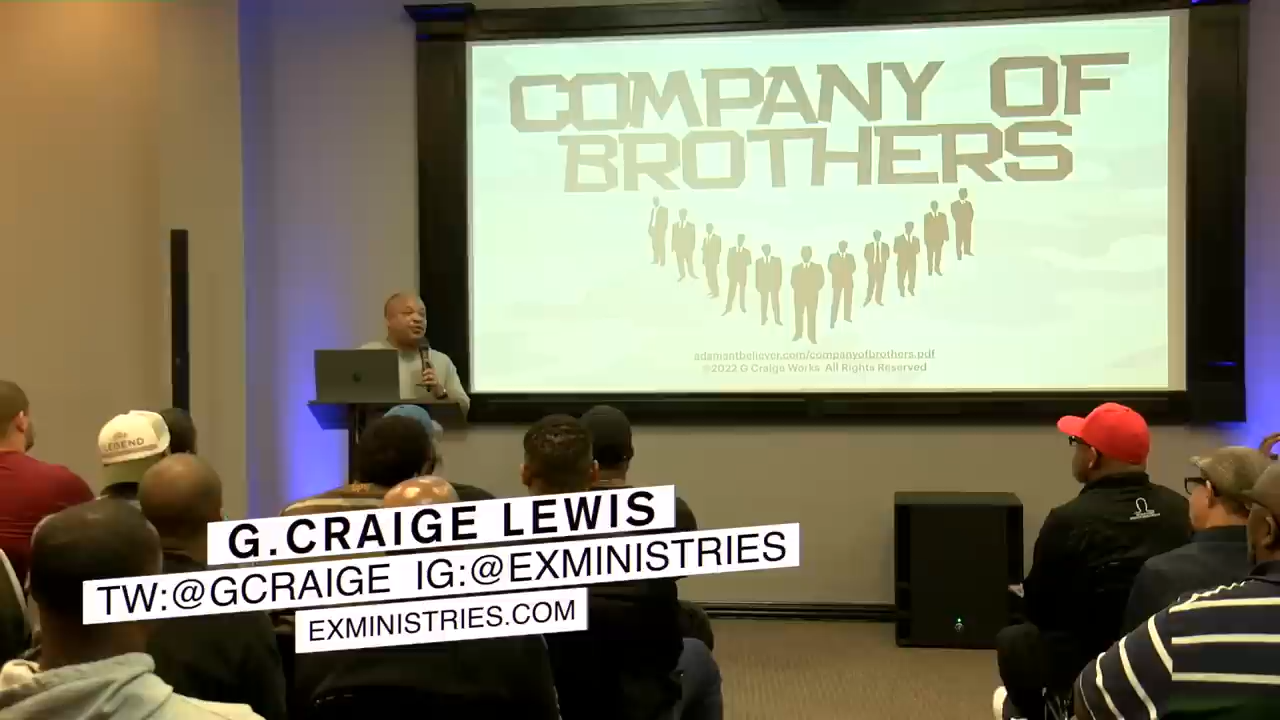 COMPANY OF
BROTHERS
adamantbeliever.com/companyofbrothers.pdf
©2022 G Craige Works All Rights Reserved
LEGEND
G.CRAIGE LEWIS
TW:@GCRAIGE IG:@EXMINISTRIES
EXMINISTRIES.COM